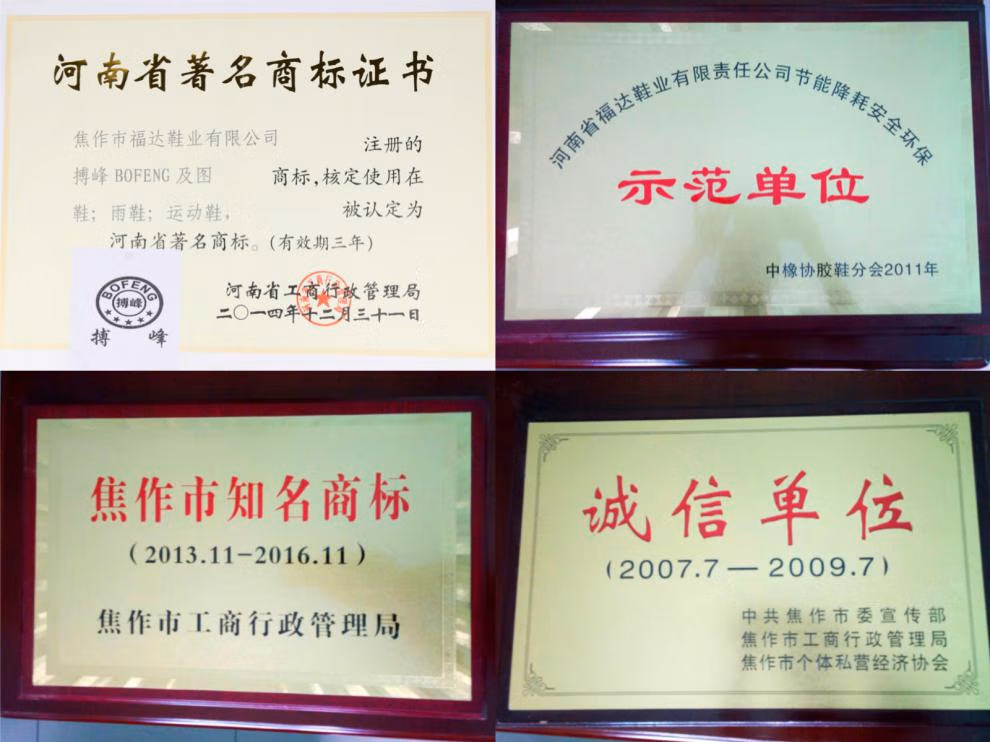 河南省著名商标证书
焦作市福达鞋业有限公司 注册的
搏峰 BOFENG 及图 商标，核定使用在
鞋；雨鞋；运动鞋， 被认定为
河南省著名商标。(有效期三年)
BOFENG
搏峰
搏 峰
河南省工商行政管理局
二〇一四年十二月三十一日
河南省福达鞋业有限责任公司节能降耗安全环保
示范单位
中橡协胶鞋分会2011年
焦作市知名商标
(2013.11-2016.11)
焦作市工商行政管理局
诚信单位
(2007.7—2009.7)
中共焦作市委宣传部
焦作市工商行政管理局
焦作市个体私营经济协会